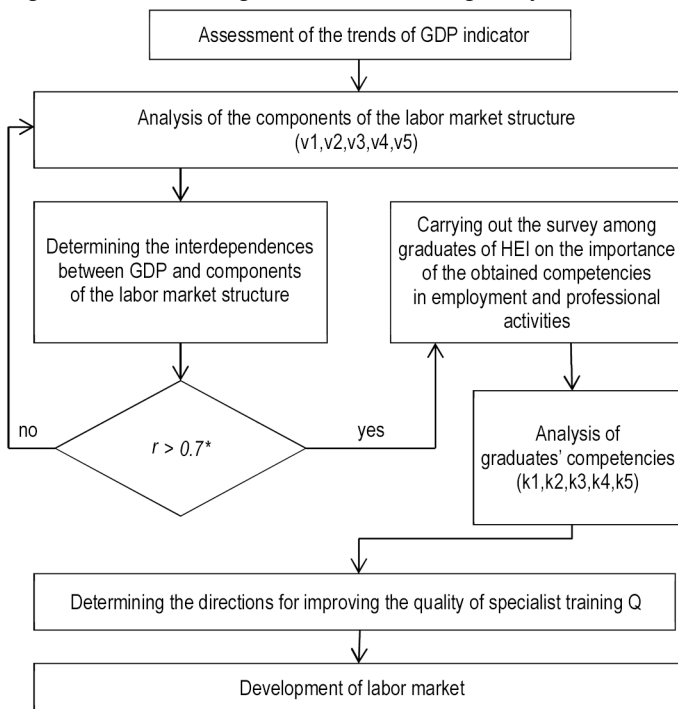 Assessment of the trends of GDP indicator
Analysis of the components of the labor market structure
(v1,v2,v3,v4,v5)
Determining the interdependences
between GDP and components
of the labor market structure
Carrying out the survey among
graduates of HEI on the importance
of the obtained competencies
in employment and professional
activities
no
r > 0.7*
yes
Analysis of
graduates’ competencies
(k1,k2,k3,k4,k5)
Determining the directions for improving the quality of specialist training Q
Development of labor market